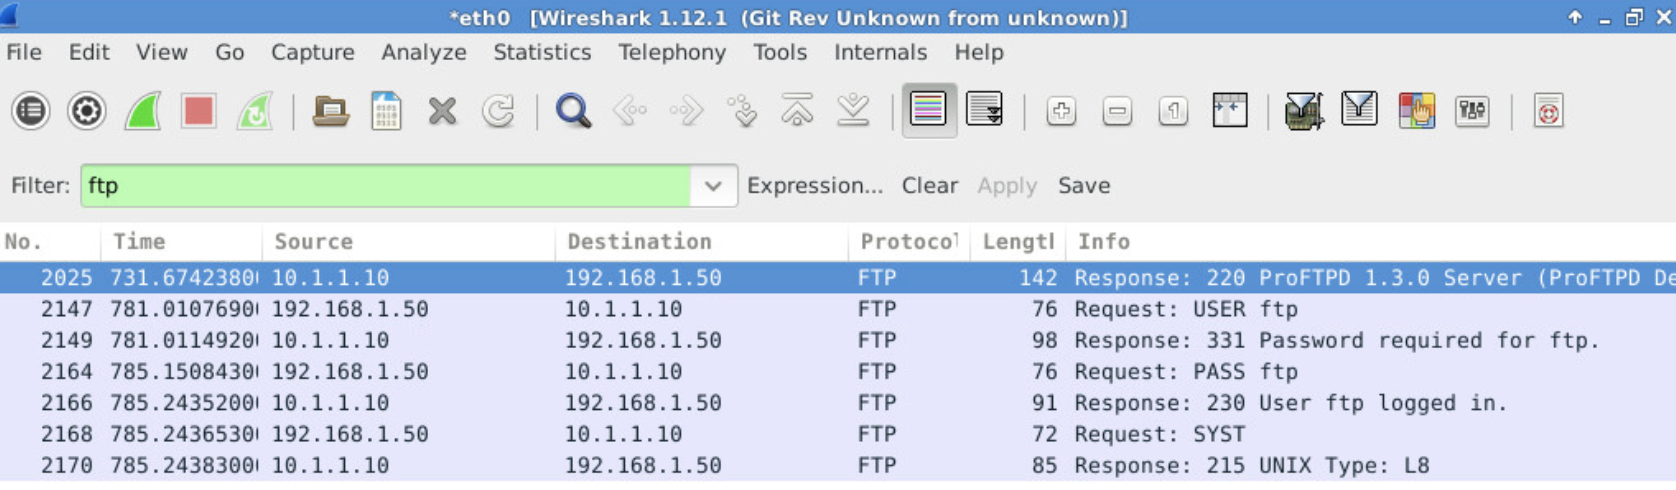 *eth0 [Wireshark 1.12.1 (Git Rev Unknown from unknown)]
File Edit View Go Capture Analyze Statistics Telephony Tools Internals Help
Filter: ftp Expression... Clear Apply Save
No. Time Source Destination Protocol Lengtl Info
2025 731.6742380 10.1.1.10 192.168.1.50 FTP 142 Response: 220 ProFTPD 1.3.0 Server (ProFTPD De
2147 781.0107690 192.168.1.50 10.1.1.10 FTP 76 Request: USER ftp
2149 781.0114920 10.1.1.10 192.168.1.50 FTP 98 Response: 331 Password required for ftp.
2164 785.1508430 192.168.1.50 10.1.1.10 FTP 76 Request: PASS ftp
2166 785.2435200 10.1.1.10 192.168.1.50 FTP 91 Response: 230 User ftp logged in.
2168 785.2436530 192.168.1.50 10.1.1.10 FTP 72 Request: SYST
2170 785.2438300 10.1.1.10 192.168.1.50 FTP 85 Response: 215 UNIX Type: L8